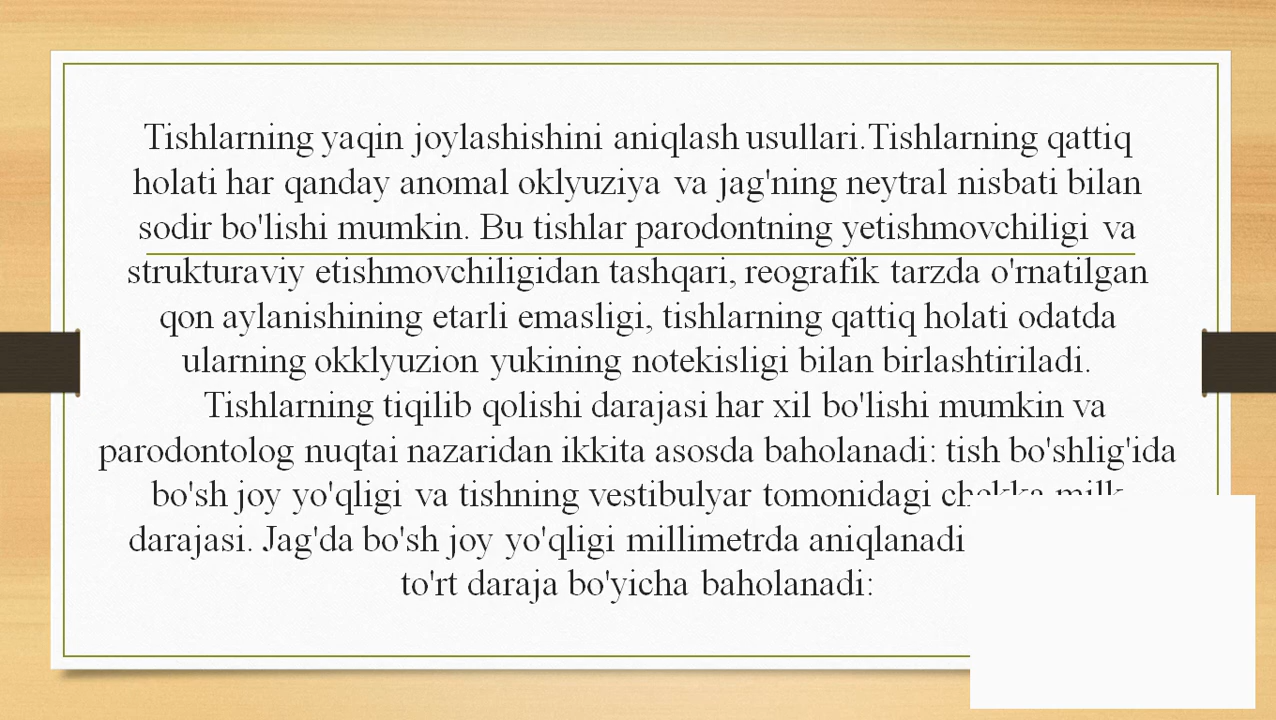 Tishlarning yaqin joylashishini aniqlash usullari.Tishlarning qattiq
holati har qanday anomal oklyuziya va jag'ning neytral nisbati bilan
sodir bo'lishi mumkin. Bu tishlar parodontning yetishmovchiligi va
strukturaviy etishmovchiligidan tashqari, reografik tarzda o'rnatilgan
qon aylanishining etarli emasligi, tishlarning qattiq holati odatda
ularning okklyuzion yukining notekisligi bilan birlashtiriladi.
Tishlarning tiqilib qolishi darajasi har xil bo'lishi mumkin va
parodontolog nuqtai nazaridan ikkita asosda baholanadi: tish bo'shlig'ida
bo'sh joy yo'qligi va tishning vestibulyar tomonidagi chekka milk
darajasi. Jag'da bo'sh joy yo'qligi millimetrda aniqlanadi
to'rt daraja bo'yicha baholanadi: